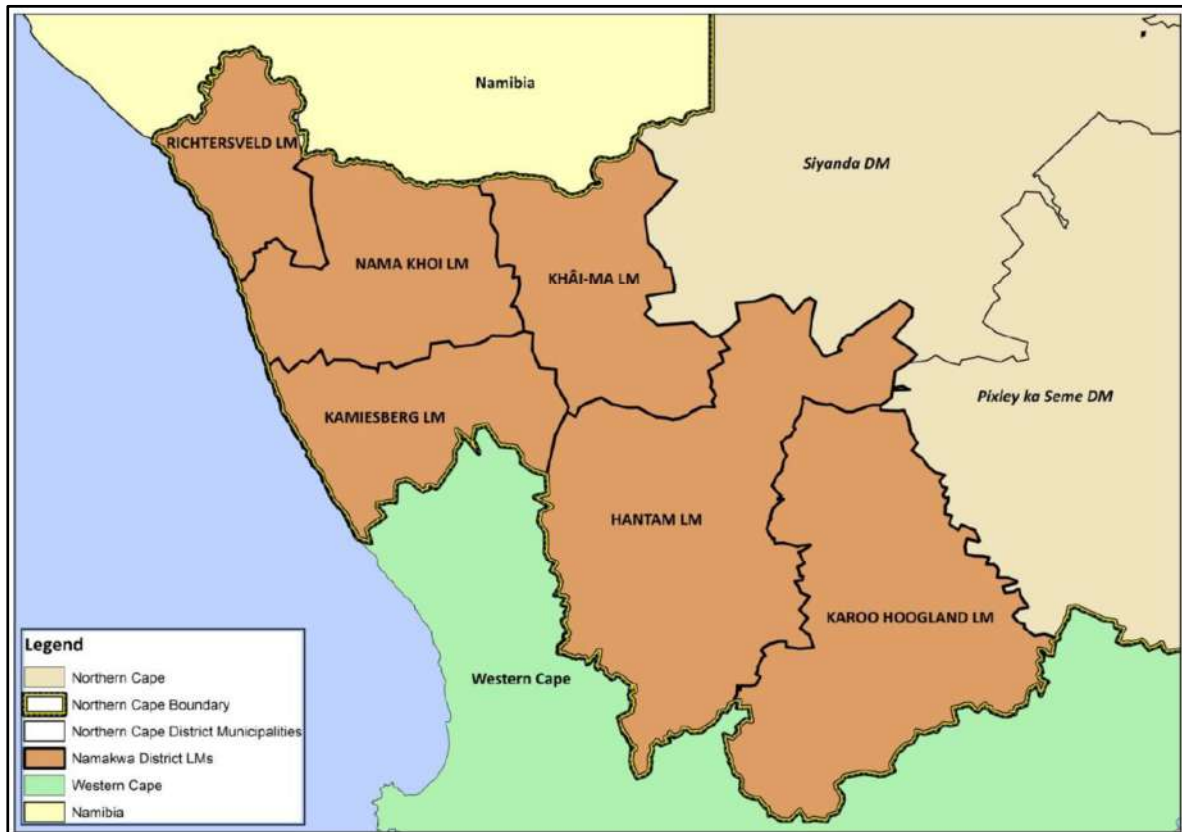 Namibia
RICHTERSVELD LM
Siyanda DM
NAMA KHOI LM
KHÂI-MA LM
Pixley ka Seme DM
KAMIESBERG LM
HANTAM LM
KAROO HOOGLAND LM
Western Cape
Legend
Northern Cape
Northern Cape Boundary
Northern Cape District Municipalities
Namakwa District LMs
Western Cape
Namibia